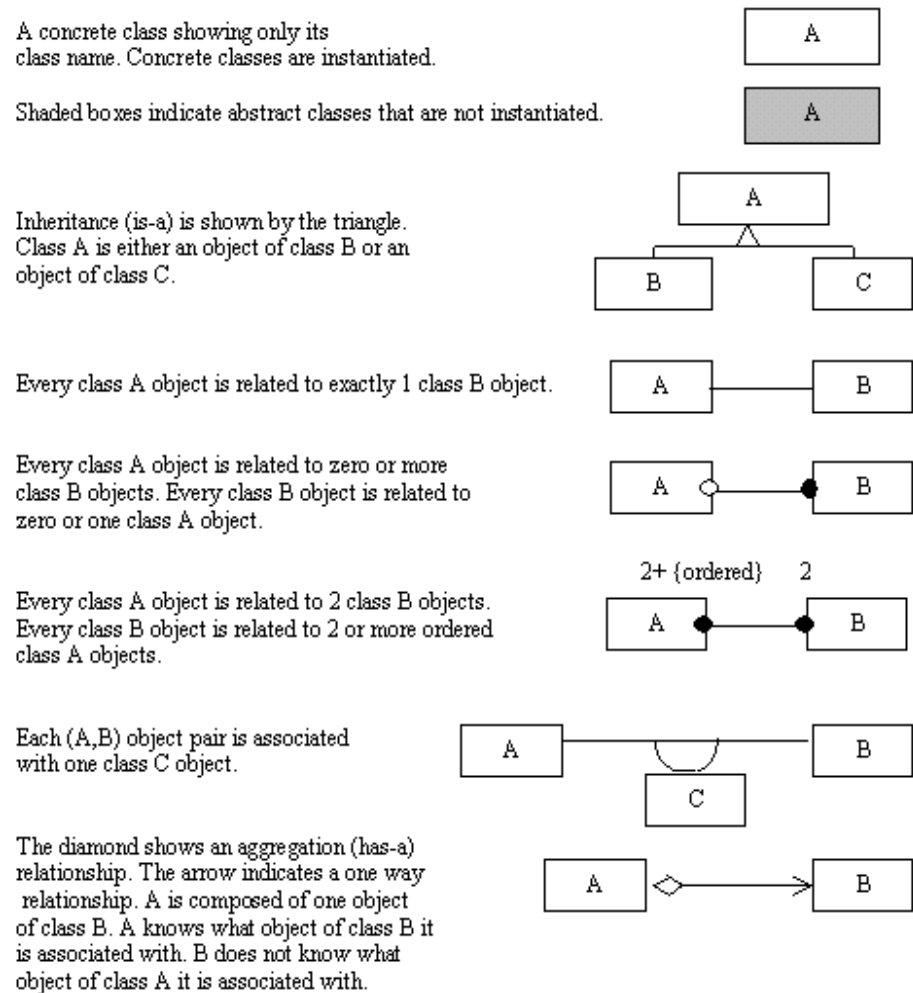 A concrete class showing only its
class name. Concrete classes are instantiated.
A
Shaded boxes indicate abstract classes that are not instantiated.
A
Inheritance (is-a) is shown by the triangle.
Class A is either an object of class B or an
object of class C.
A
B
C
Every class A object is related to exactly 1 class B object.
A
B
Every class A object is related to zero or more
class B objects. Every class B object is related to
zero or one class A object.
A
B
2+ {ordered}
2
Every class A object is related to 2 class B objects.
Every class B object is related to 2 or more ordered
class A objects.
A
B
Each (A,B) object pair is associated
with one class C object.
A
B
C
The diamond shows an aggregation (has-a)
relationship. The arrow indicates a one way
relationship. A is composed of one object
of class B. A knows what object of class B it
is associated with. B does not know what
object of class A it is associated with.
A
B